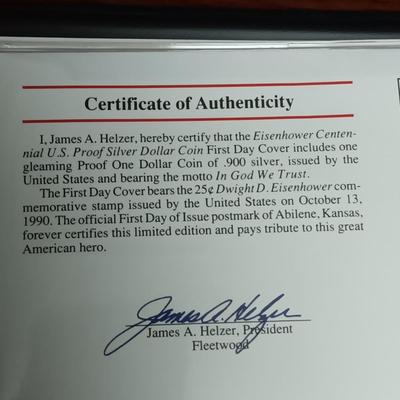 Certificate of Authenticity
I, James A. Helzer, hereby certify that the Eisenhower Centen-
nial U.S. Proof Silver Dollar Coin First Day Cover includes one
gleaming Proof One Dollar Coin of .900 silver, issued by the
United States and bearing the motto In God We Trust.
The First Day Cover bears the 25¢ Dwight D. Eisenhower com-
memorative stamp issued by the United States on October 13,
1990. The official First Day of Issue postmark of Abilene, Kansas,
forever certifies this limited edition and pays tribute to this great
American hero.
James A. Helzer
James A. Helzer, President
Fleetwood